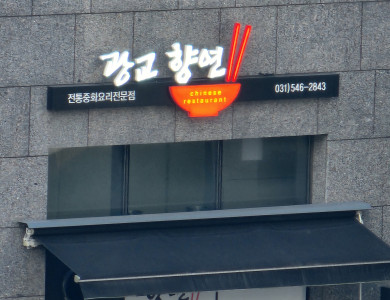 광교 향연
전통중화요리전문점
chinese
restaurant
031)546-2843